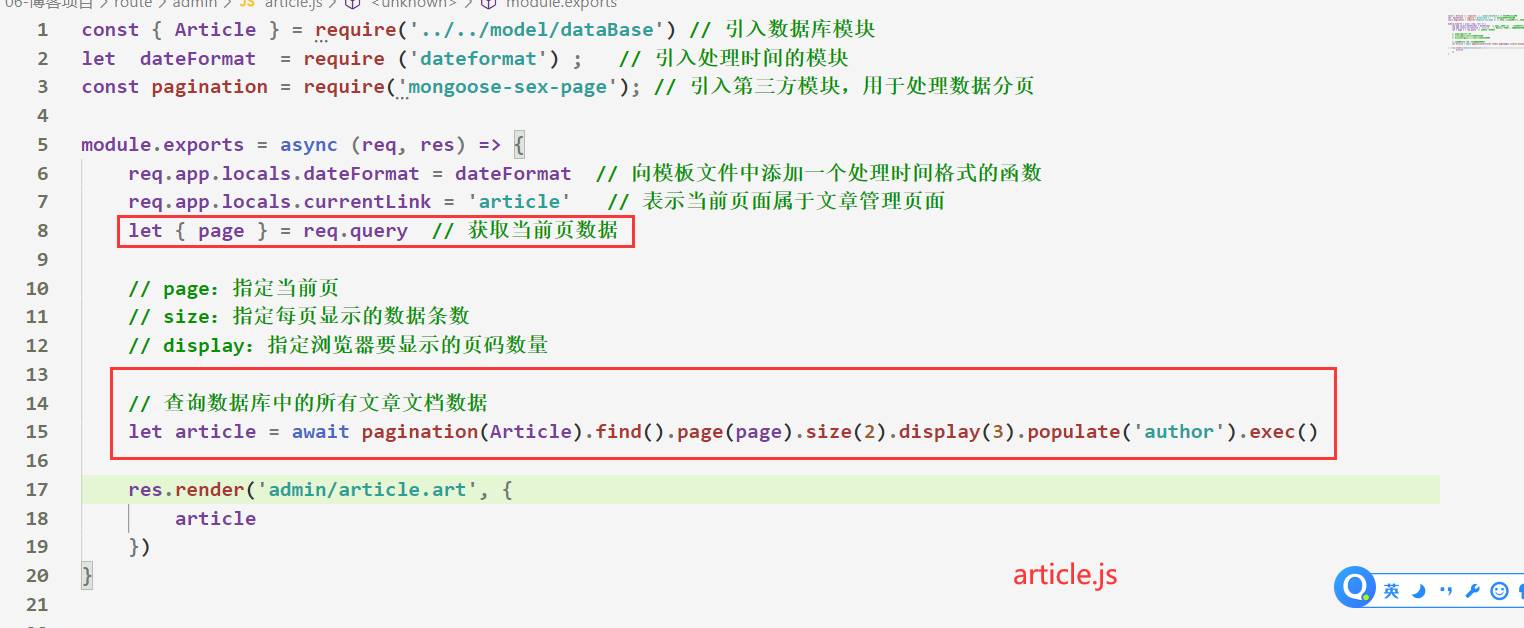 06-博客项目 > route > admin > JS article.js > <unknown> > module.exports
1 const { Article } = require('../../model/dataBase') // 引入数据库模块
2 let  dateFormat  = require ('dateformat') ;   // 引入处理时间的模块
3 const pagination = require('mongoose-sex-page'); // 引入第三方模块，用于处理数据分页
4
5 module.exports = async (req, res) => {
6     req.app.locals.dateFormat = dateFormat  // 向模板文件中添加一个处理时间格式的函数
7     req.app.locals.currentLink = 'article'   // 表示当前页面属于文章管理页面
8     let { page } = req.query  // 获取当前页数据
9
10     // page：指定当前页
11     // size：指定每页显示的数据条数
12     // display：指定浏览器要显示的页码数量
13
14     // 查询数据库中的所有文章文档数据
15     let article = await pagination(Article).find().page(page).size(2).display(3).populate('author').exec()
16
17     res.render('admin/article.art', {
18         article
19     })
20 }
21
article.js
英